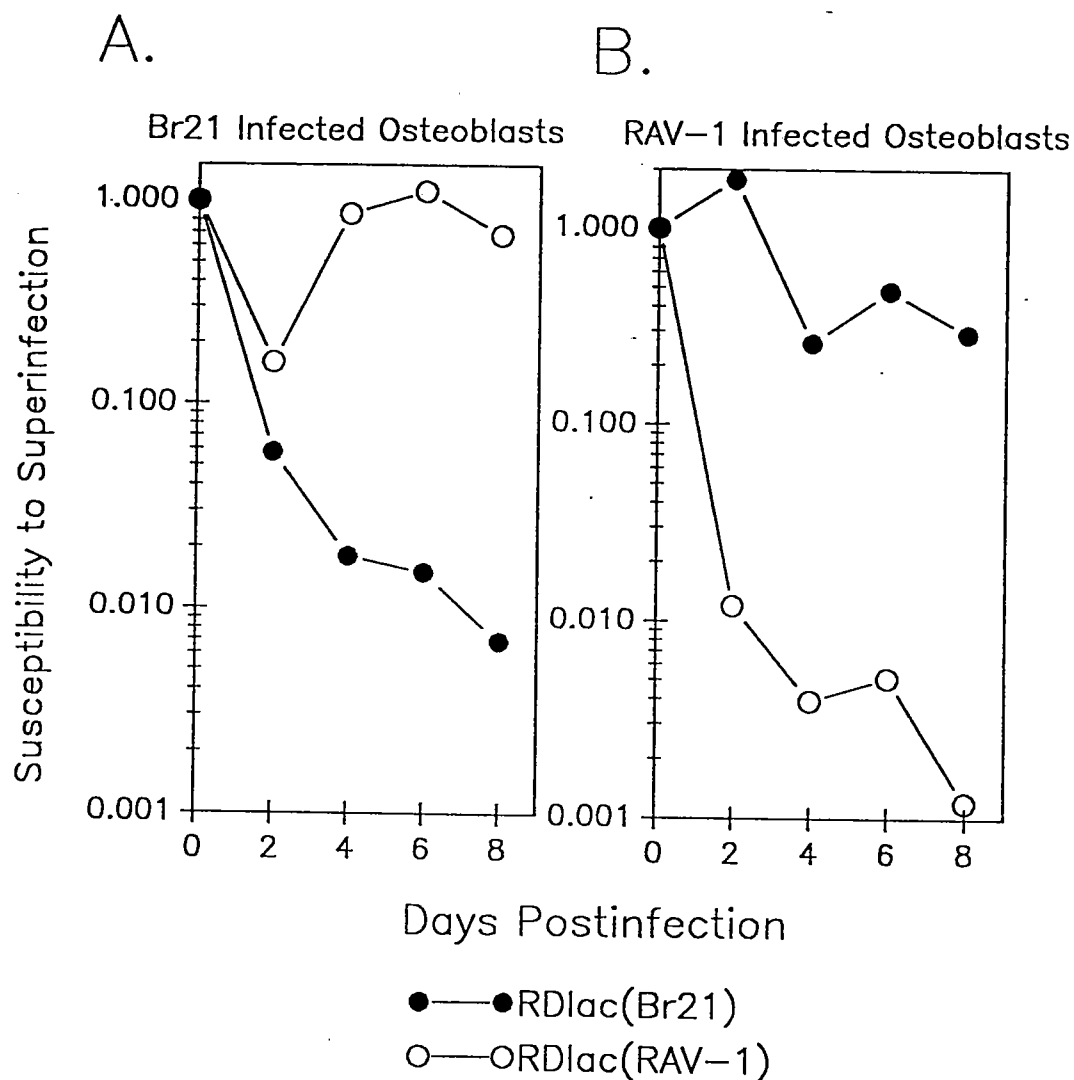 A.
B.
Br21 Infected Osteoblasts
RAV-1 Infected Osteoblasts
Susceptibility to Superinfection
1.000
0.100
0.010
0.001
0 2 4 6 8
1.000
0.100
0.010
0.001
0 2 4 6 8
Days Postinfection
RDlac(Br21)
RDlac(RAV-1)